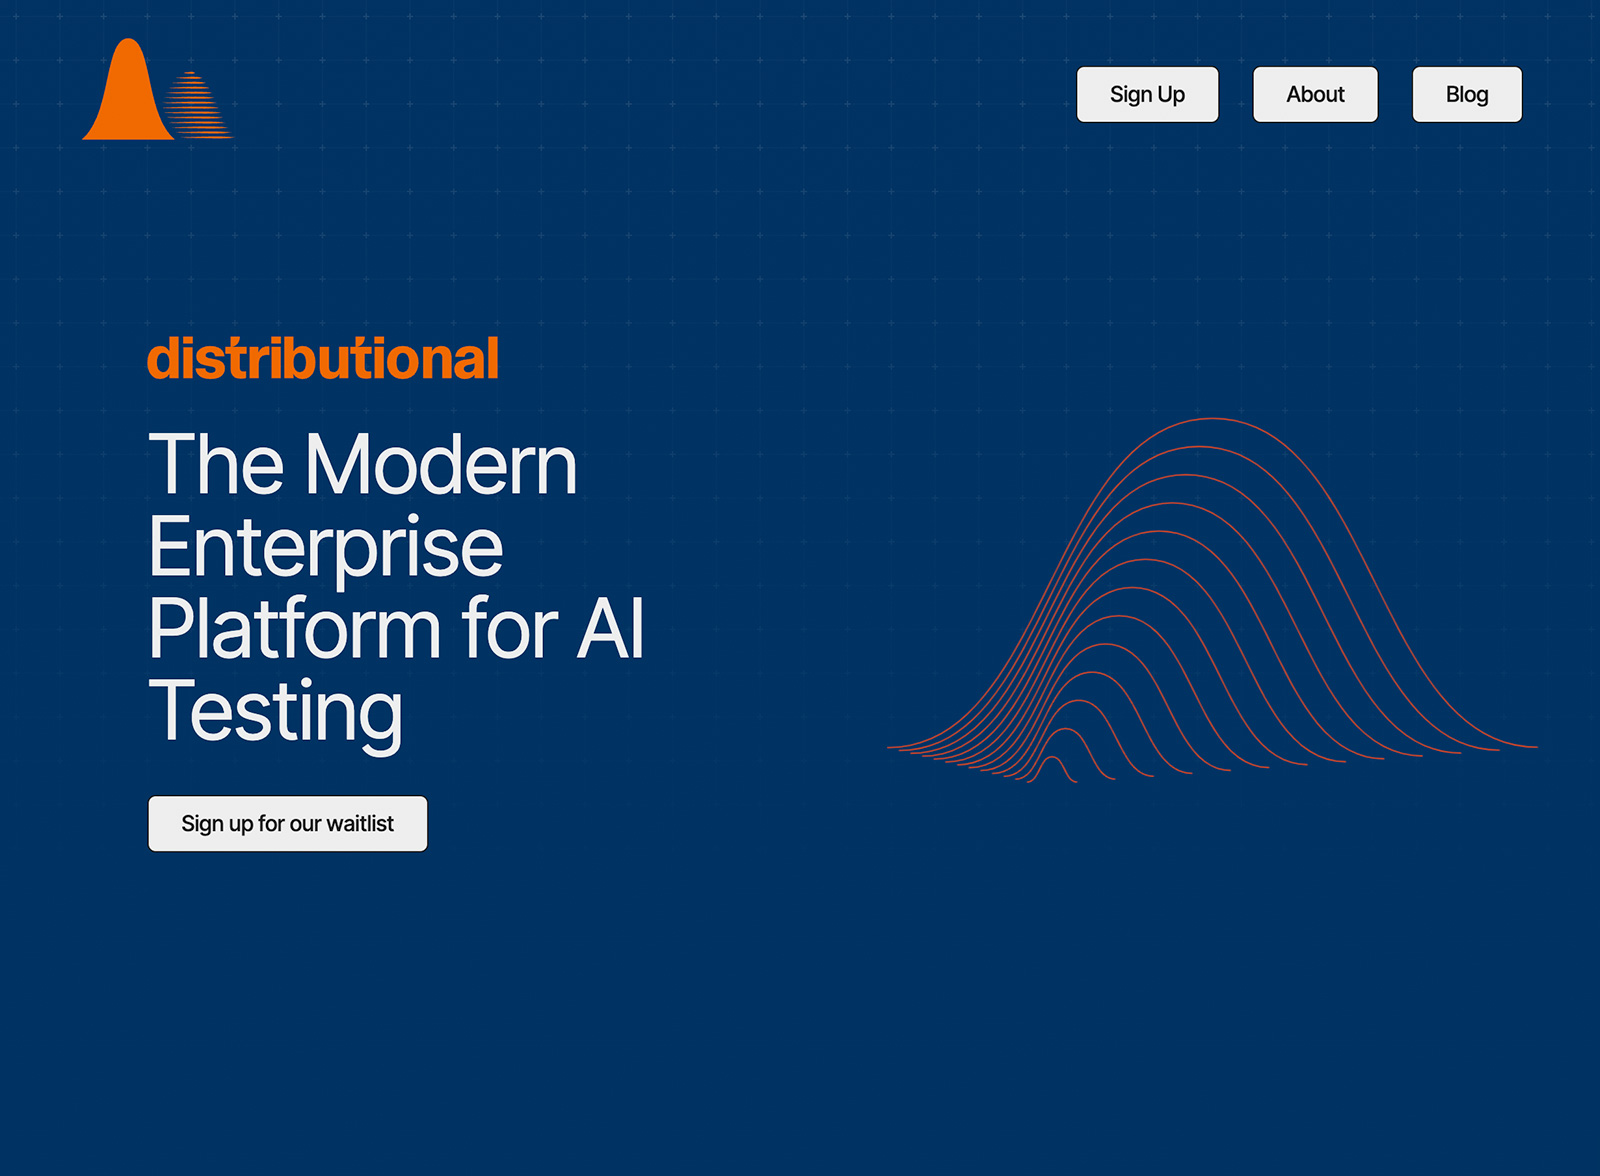 Sign Up
About
Blog
distributional
The Modern
Enterprise
Platform for AI
Testing
Sign up for our waitlist